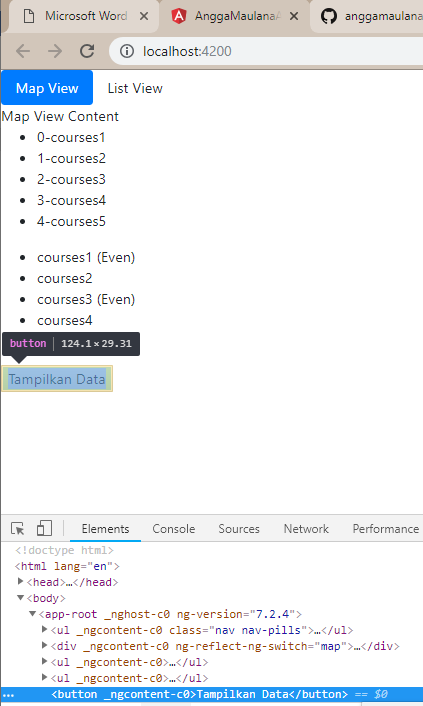 Microsoft Word
AnggaMaulana
anggamaulana
localhost:4200
Map View
List View
Map View Content
0-courses1
1-courses2
2-courses3
3-courses4
4-courses5
courses1 (Even)
courses2
courses3 (Even)
courses4
button | 124.1 × 29.31
Tampilkan Data
Elements
Console
Sources
Network
Performance
<!doctype html>
<html lang="en">
<head>…</head>
<body>
<app-root _nghost-c0 ng-version="7.2.4">
<ul _ngcontent-c0 class="nav nav-pills">…</ul>
<div _ngcontent-c0 ng-reflect-ng-switch="map">…</div>
<ul _ngcontent-c0>…</ul>
<ul _ngcontent-c0>…</ul>
… <button _ngcontent-c0>Tampilkan Data</button> == $0